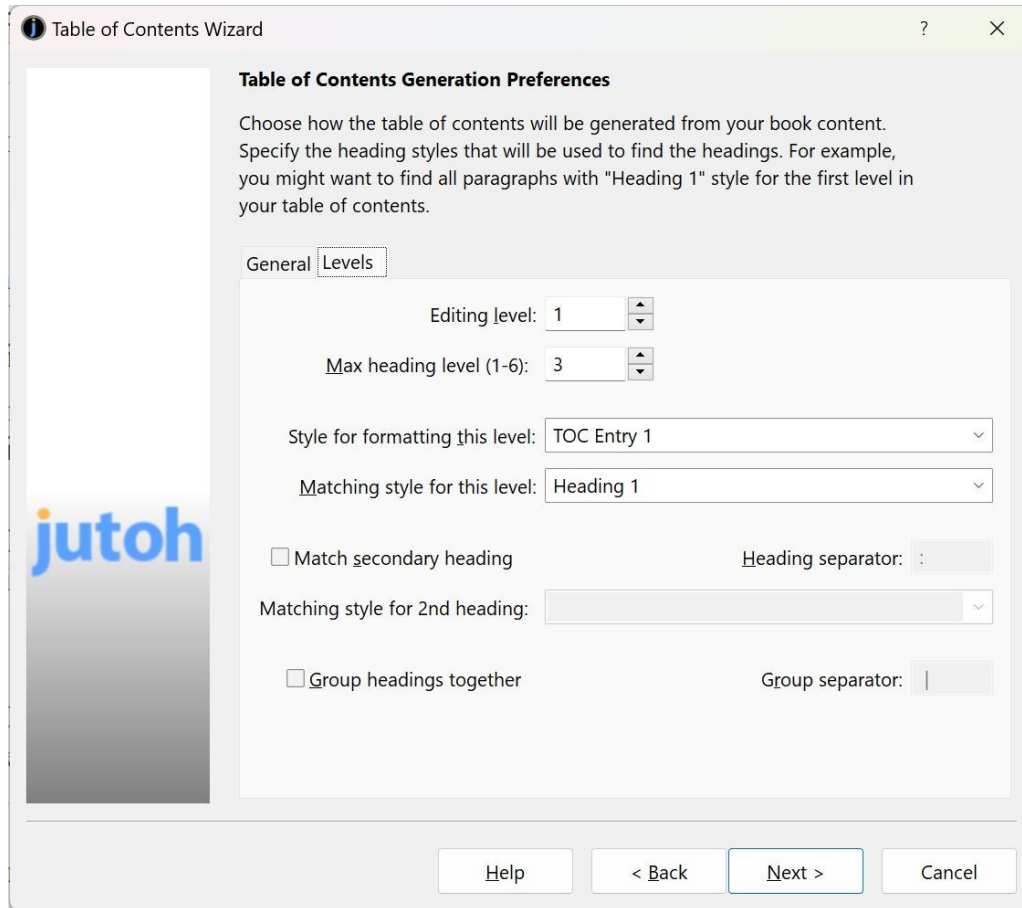 Table of Contents Wizard ?
Table of Contents Generation Preferences
Choose how the table of contents will be generated from your book content.
Specify the heading styles that will be used to find the headings. For example,
you might want to find all paragraphs with "Heading 1" style for the first level in
your table of contents.
General Levels
Editing level: 1
Max heading level (1-6): 3
Style for formatting this level: TOC Entry 1
Matching style for this level: Heading 1
jutoh
Match secondary heading Heading separator: :
Matching style for 2nd heading:
Group headings together Group separator: |
Help < Back Next > Cancel